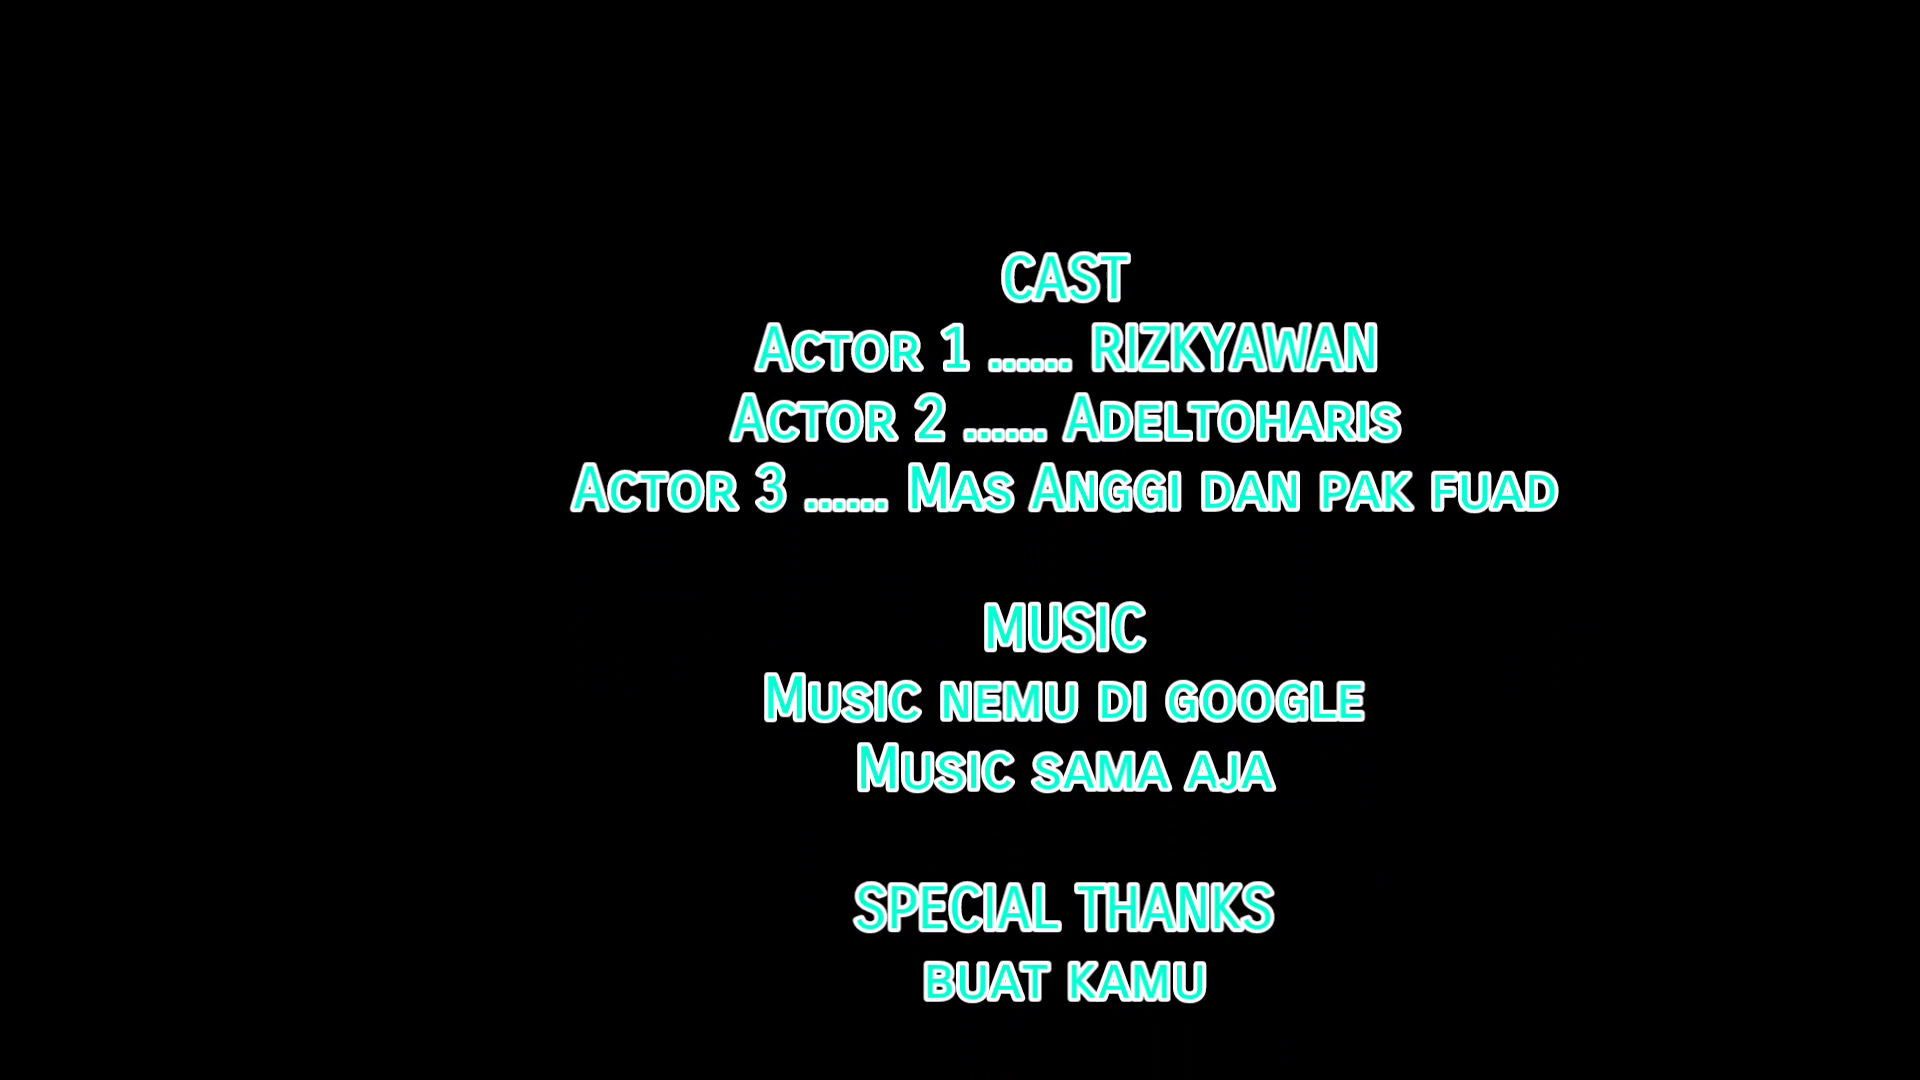 CAST
Actor 1 ...... RIZKYAWAN
Actor 2 ...... Adeltoharis
Actor 3 ...... Mas Anggi dan pak fuad
MUSIC
Music nemu di google
Music sama aja
SPECIAL THANKS
buat kamu